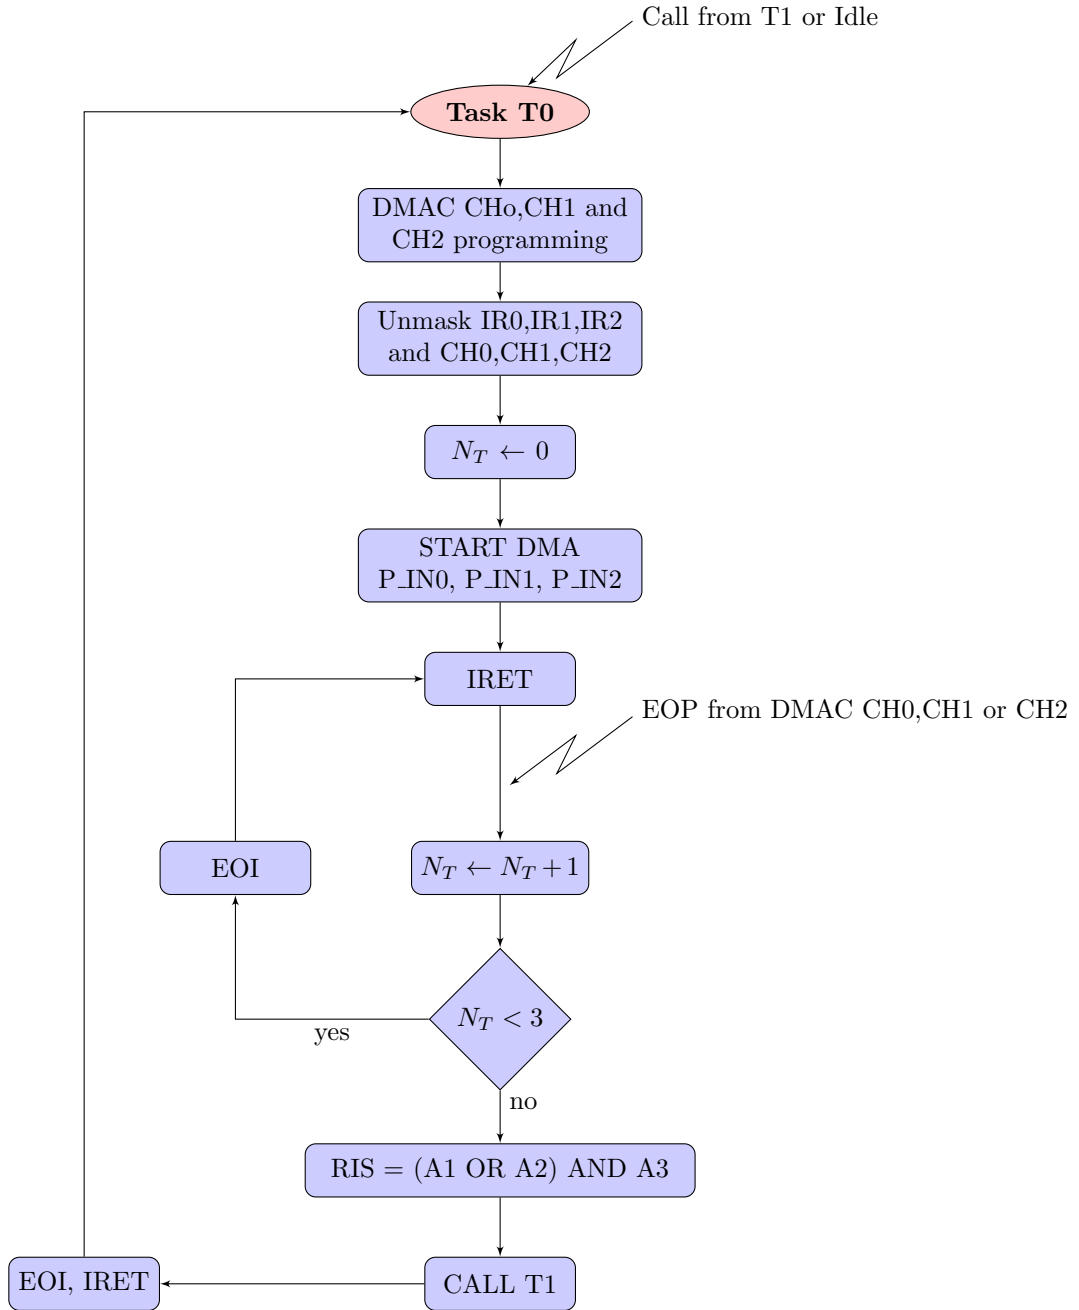 Call from T1 or Idle
Task T0
DMAC CHo,CH1 and
CH2 programming
Unmask IR0,IR1,IR2
and CH0,CH1,CH2
N_T ← 0
START DMA
P_IN0, P_IN1, P_IN2
IRET
EOP from DMAC CH0,CH1 or CH2
EOI
N_T ← N_T + 1
N_T < 3
yes
no
RIS = (A1 OR A2) AND A3
EOI, IRET
CALL T1